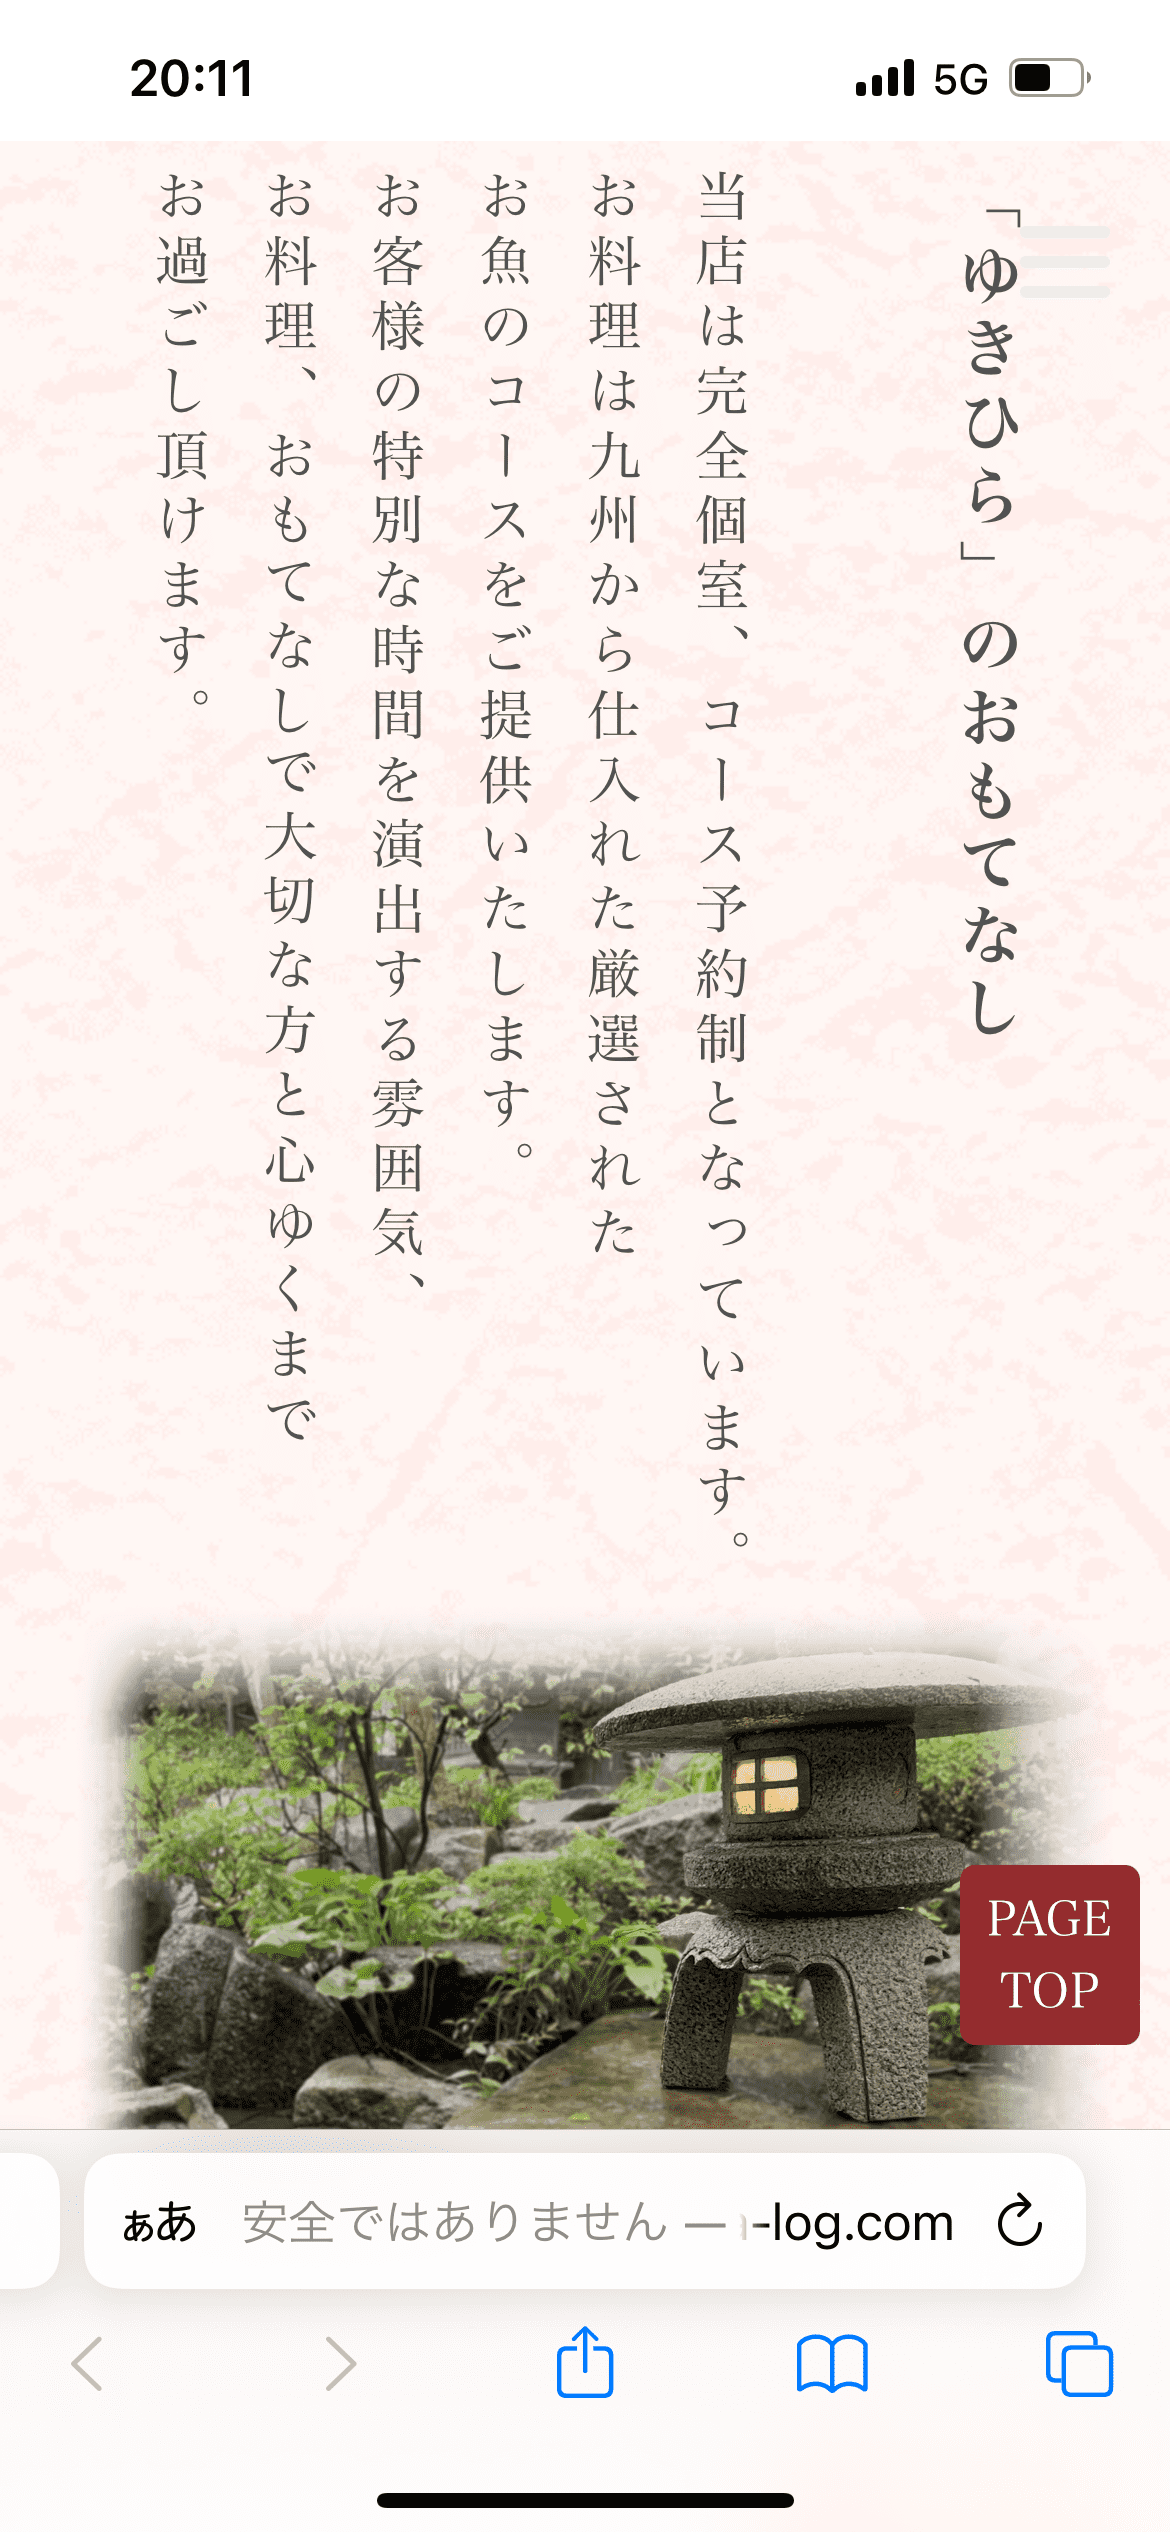 20:11
5G
「ゆきひら」のおもてなし
当店は完全個室、コース予約制となっています。
お料理は九州から仕入れた厳選された
お魚のコースをご提供いたします。
お客様の特別な時間を演出する雰囲気、
お料理、おもてなしで大切な方と心ゆくまで
お過ごし頂けます。
PAGE
TOP
ぁあ 安全ではありません — -log.com